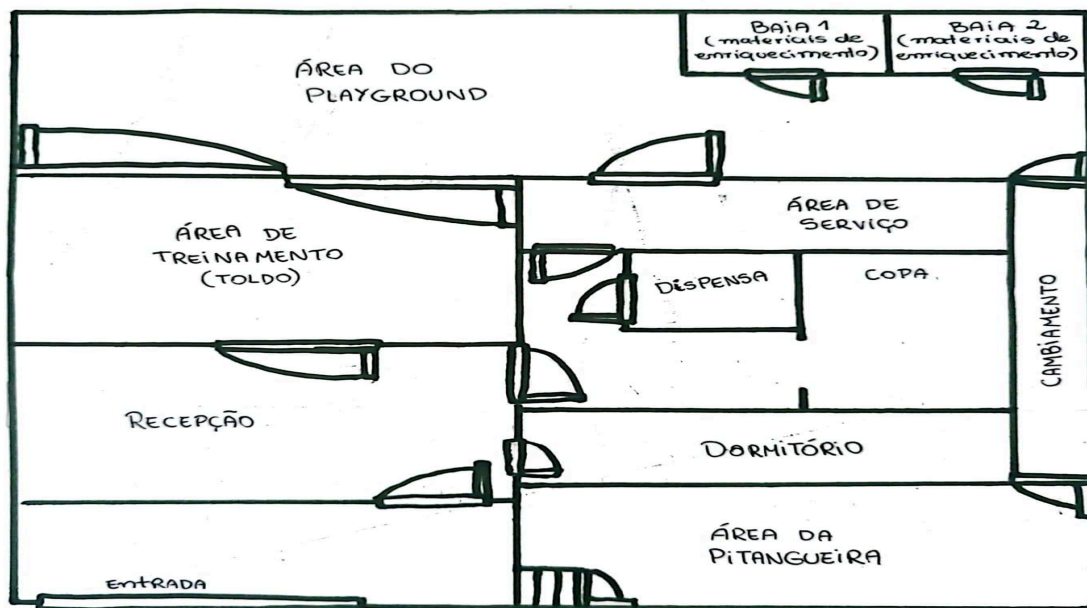 ÁREA DO
PLAYGROUND
BAIA 1
(materiais de
enriquecimento)
BAIA 2
(materiais de
enriquecimento)
ÁREA DE
TREINAMENTO
(TOLDO)
ÁREA DE
SERVIÇO
DISPENSA
COPA
CAMBIAMENTO
RECEPÇÃO
DORMITÓRIO
ÁREA DA
PITANGUEIRA
ENTRADA